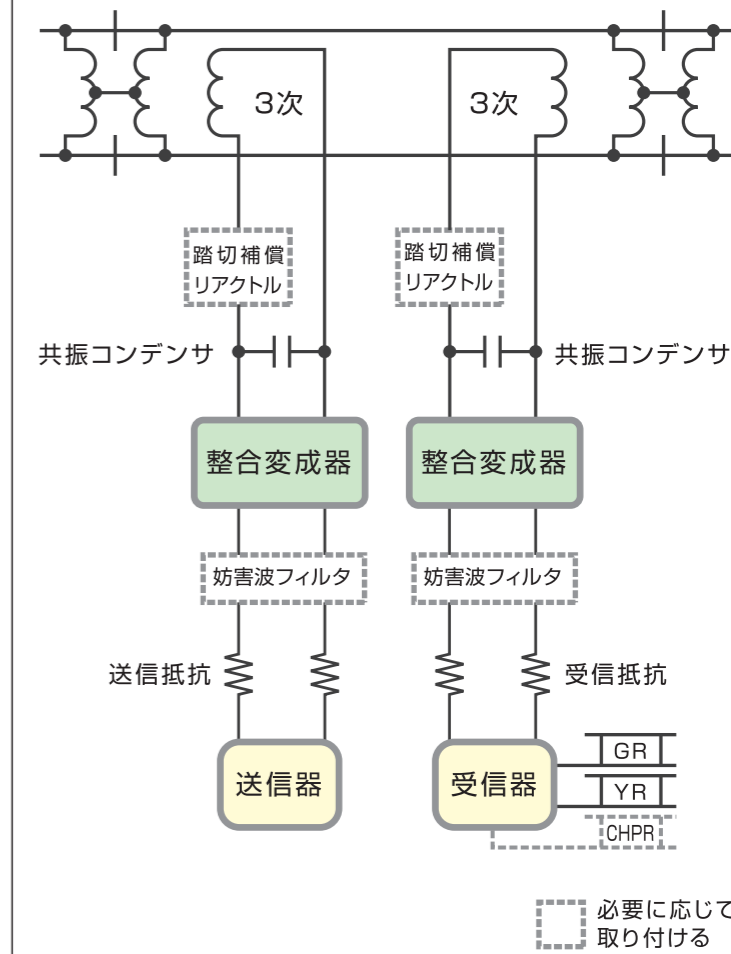 3次
3次
踏切補償
リアクトル
踏切補償
リアクトル
共振コンデンサ
共振コンデンサ
整合変成器
整合変成器
妨害波フィルタ
妨害波フィルタ
送信抵抗
受信抵抗
送信器
受信器
GR
YR
CHPR
必要に応じて
取り付ける